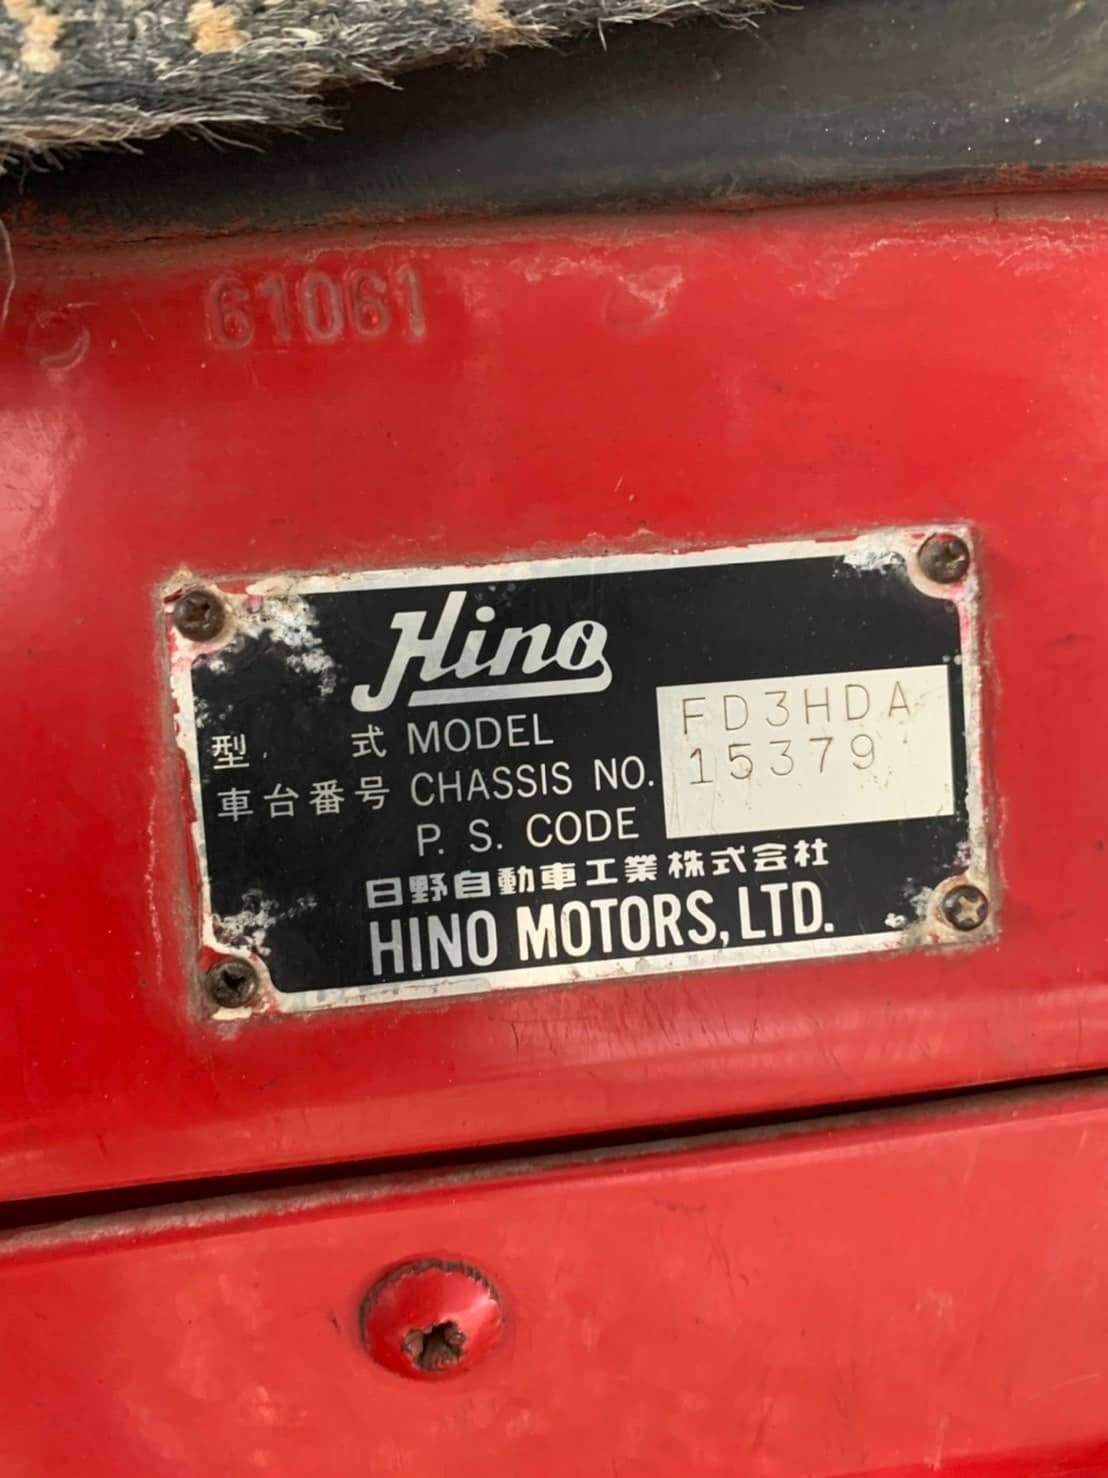 61061
Hino
型 式 MODEL FD3HDA
車台番号 CHASSIS NO. 15379
P. S. CODE
日野自動車工業株式会社
HINO MOTORS, LTD.